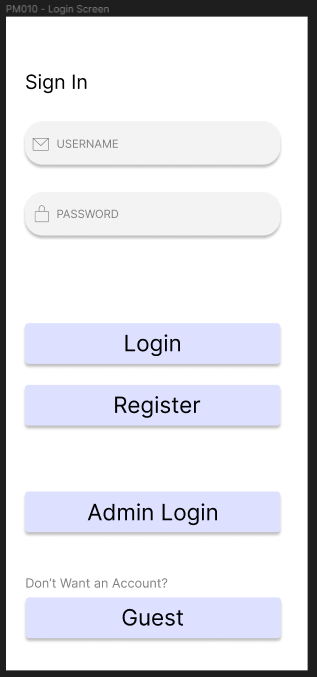 PM010 - Login Screen
Sign In
USERNAME
PASSWORD
Login
Register
Admin Login
Don't Want an Account?
Guest